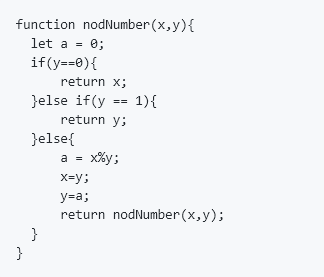 function nodNumber(x,y){
  let a = 0;
  if(y==0){
      return x;
  }else if(y == 1){
      return y;
  }else{
      a = x%y;
      x=y;
      y=a;
      return nodNumber(x,y);
  }
}